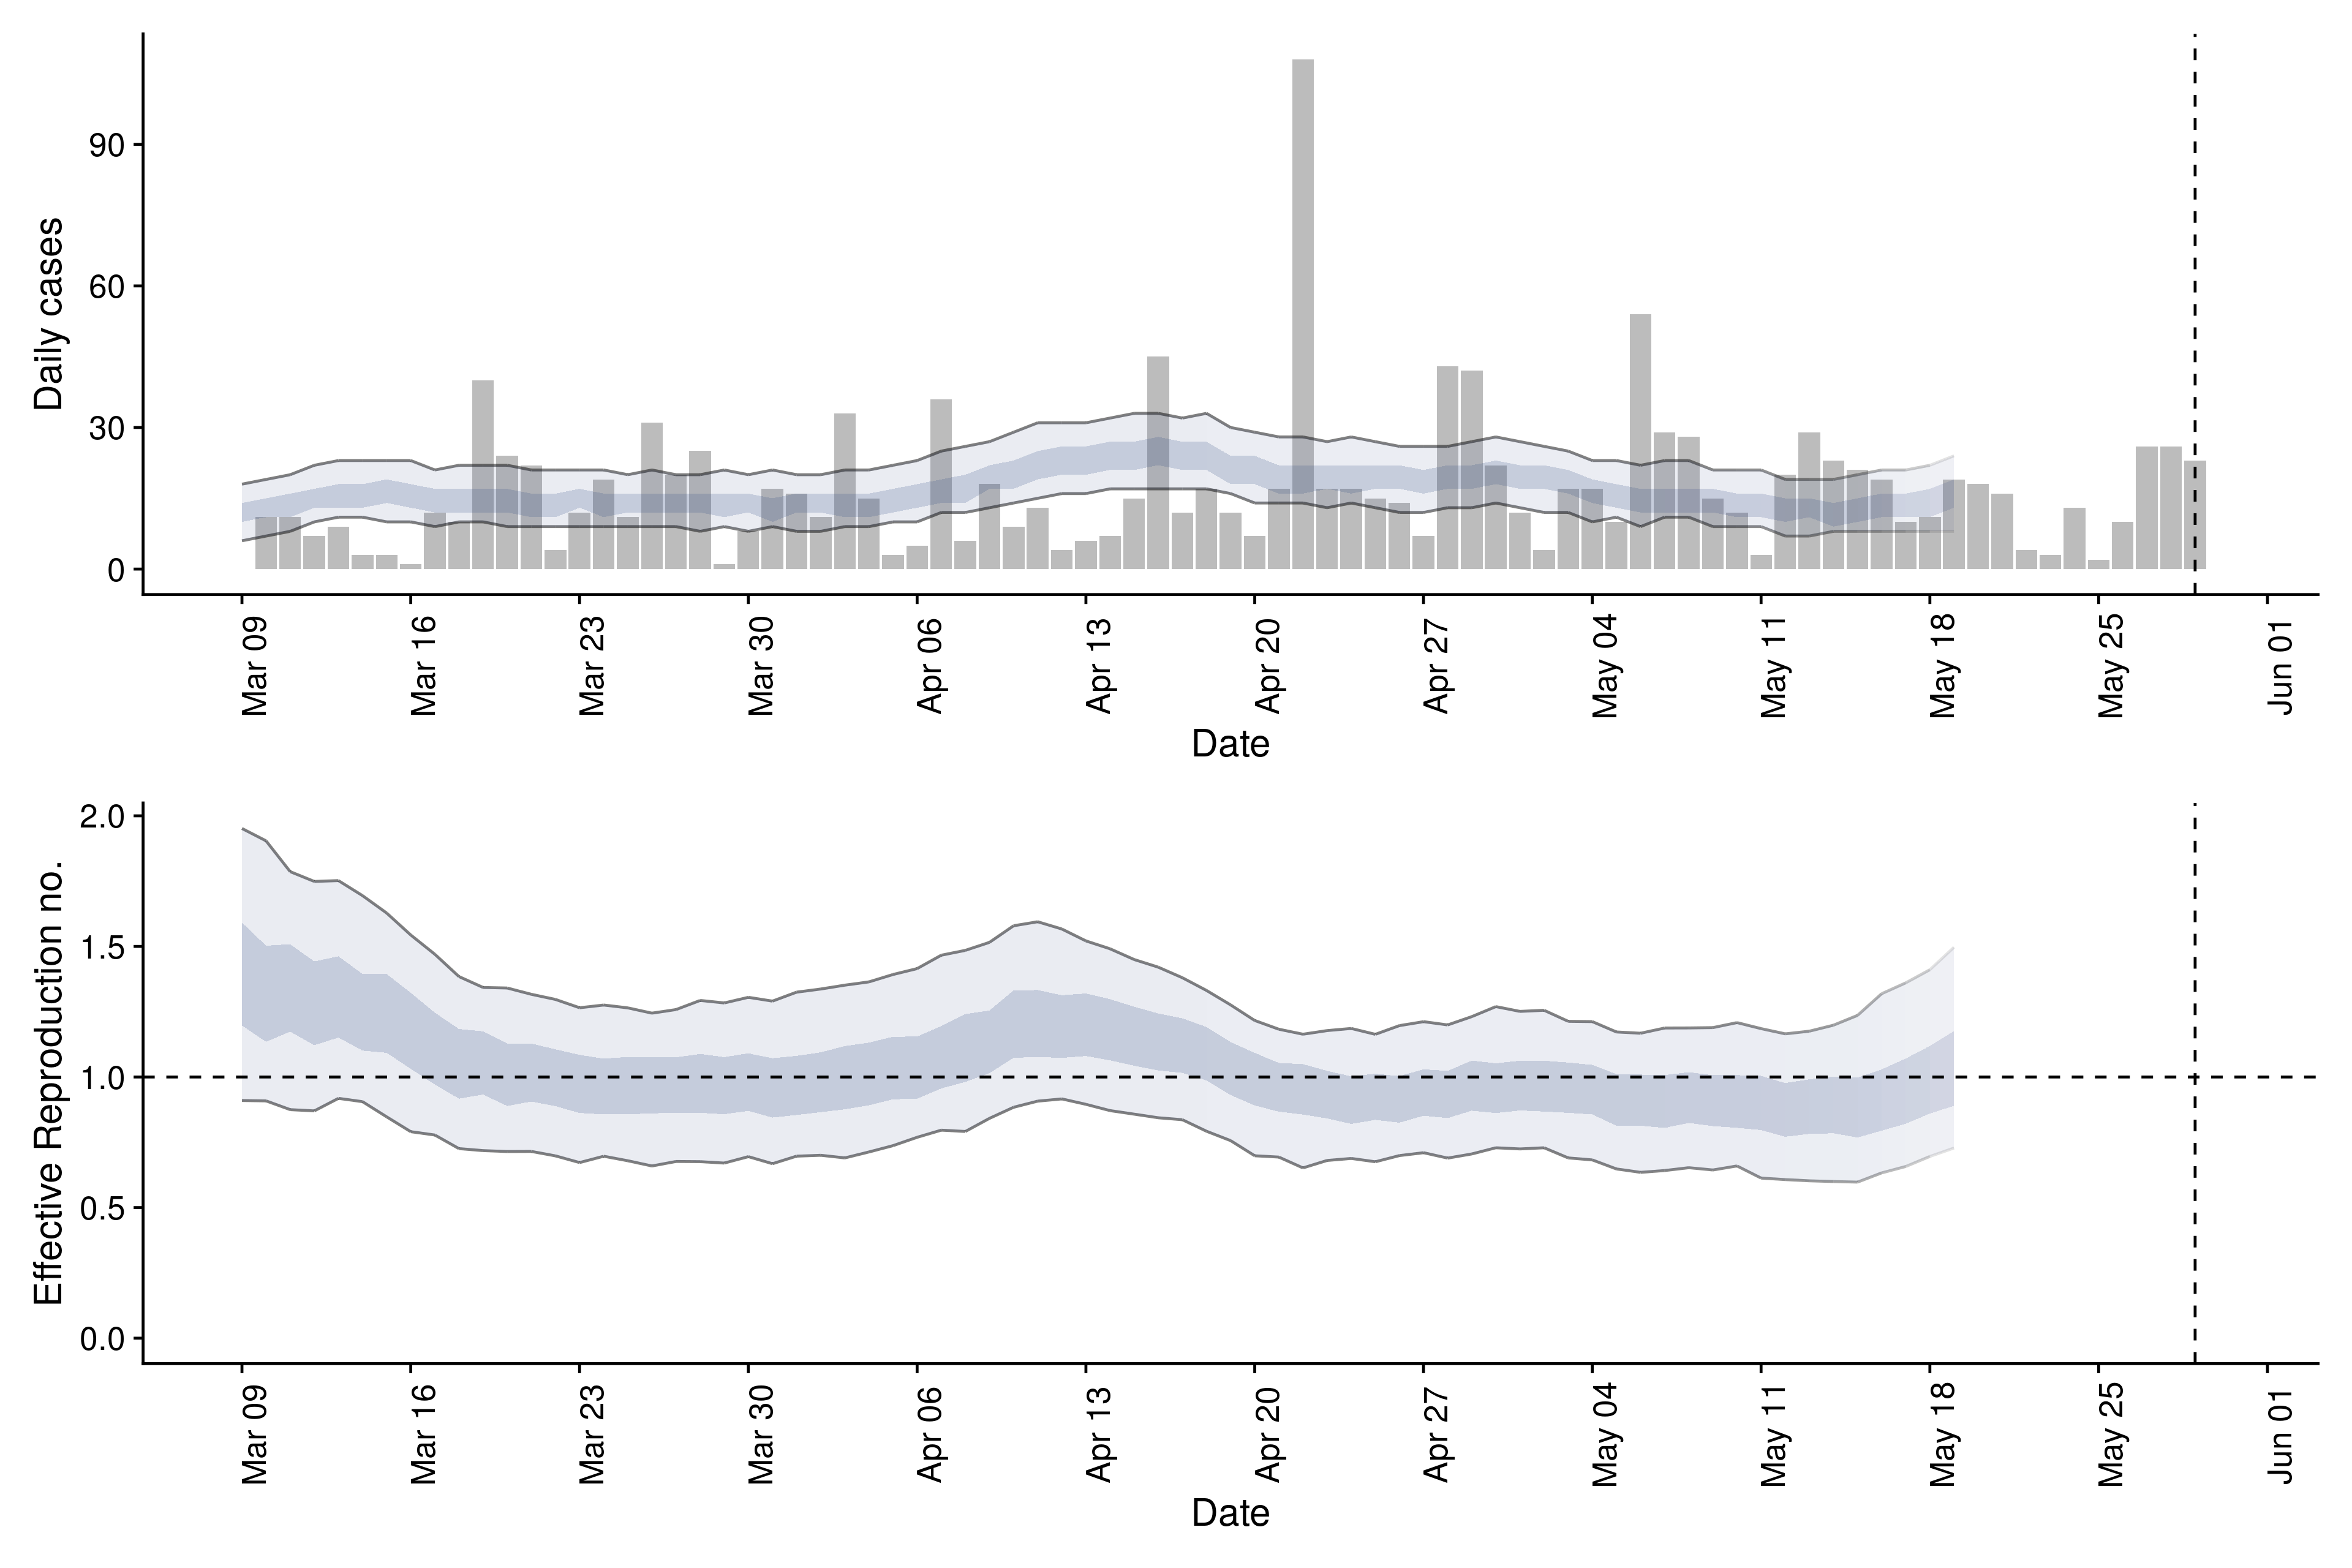 Daily cases
90
60
30
0
Mar 09
Mar 16
Mar 23
Mar 30
Apr 06
Apr 13
Apr 20
Apr 27
May 04
May 11
May 18
May 25
Jun 01
Date
Effective Reproduction no.
2.0
1.5
1.0
0.5
0.0
Mar 09
Mar 16
Mar 23
Mar 30
Apr 06
Apr 13
Apr 20
Apr 27
May 04
May 11
May 18
May 25
Jun 01
Date